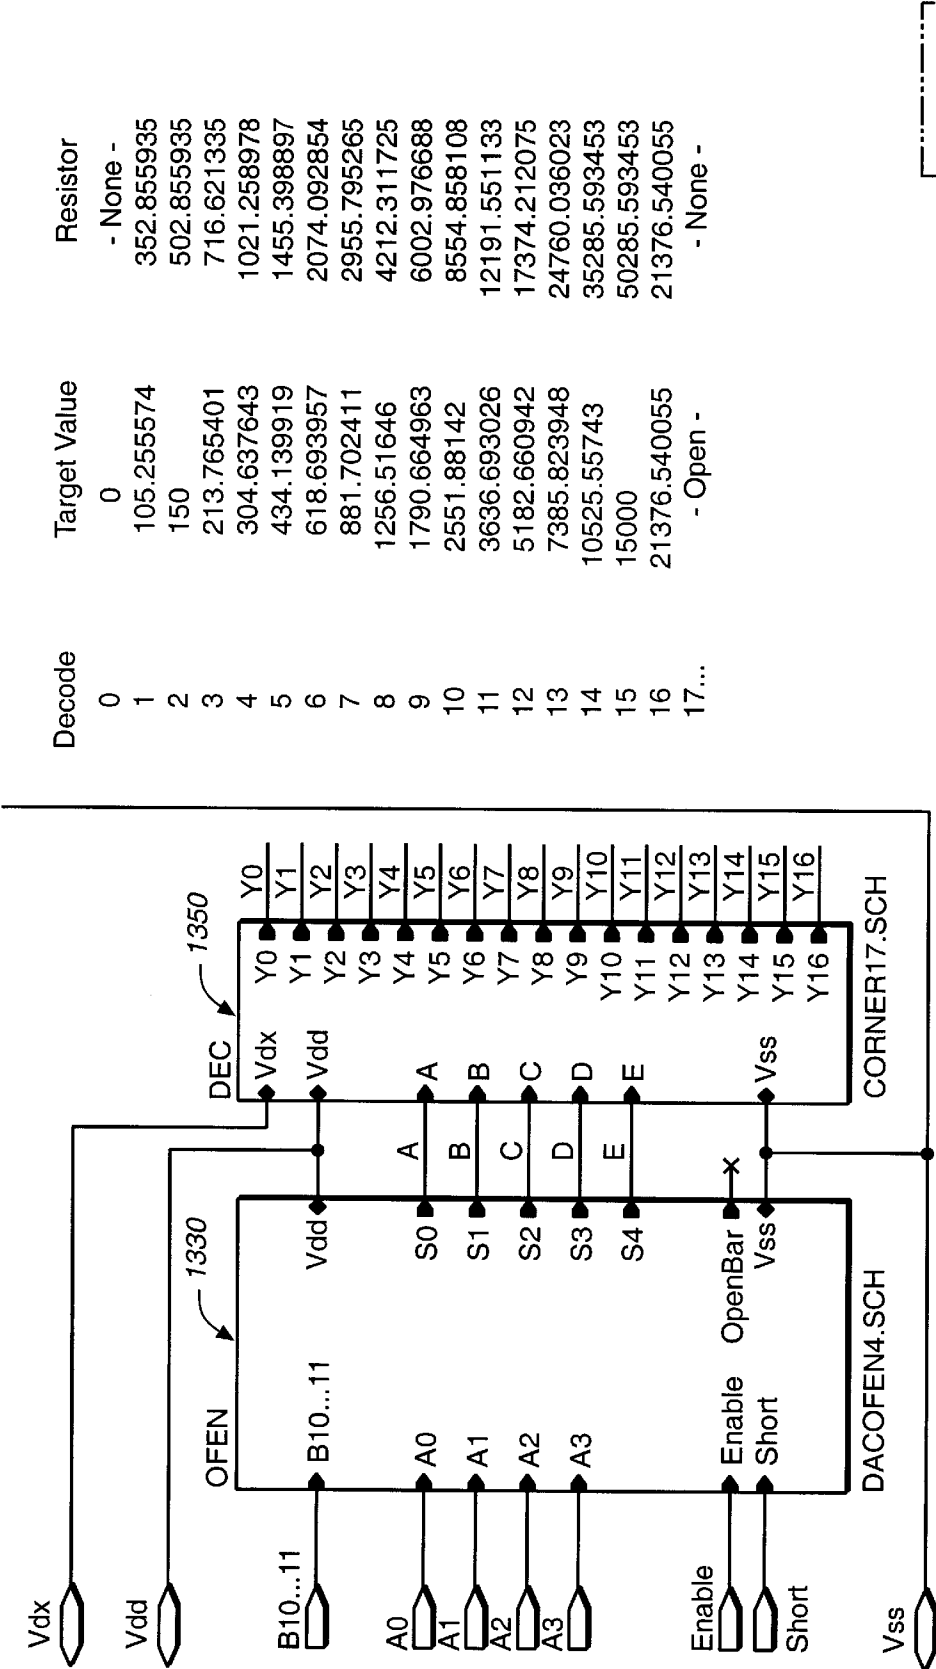 Decode Target Value Resistor
0 0 - None -
1 105.255574 352.855935
2 150 502.855935
3 213.765401 716.621335
4 304.637643 1021.258978
5 434.139919 1455.398897
6 618.693957 2074.092854
7 881.702411 2955.795265
8 1256.51646 4212.311725
9 1790.664963 6002.976688
10 2551.88142 8554.858108
11 3636.693026 12191.551133
12 5182.660942 17374.212075
13 7385.823948 24760.036023
14 10525.55743 35285.593453
15 15000 50285.593453
16 21376.540055 21376.540055
17... - Open - - None -
Vdx
Vdd
B10...11
A0
A1
A2
A3
Enable
Short
Vss
OFEN
1330
B10...11
A0
A1
A2
A3
Enable
Short
Vdd
S0
S1
S2
S3
S4
OpenBar
Vss
DACOFEN4.SCH
A
B
C
D
E
DEC
1350
Vdx
Vdd
A
B
C
D
E
Vss
Y0 Y0
Y1 Y1
Y2 Y2
Y3 Y3
Y4 Y4
Y5 Y5
Y6 Y6
Y7 Y7
Y8 Y8
Y9 Y9
Y10 Y10
Y11 Y11
Y12 Y12
Y13 Y13
Y14 Y14
Y15 Y15
Y16 Y16
CORNER17.SCH